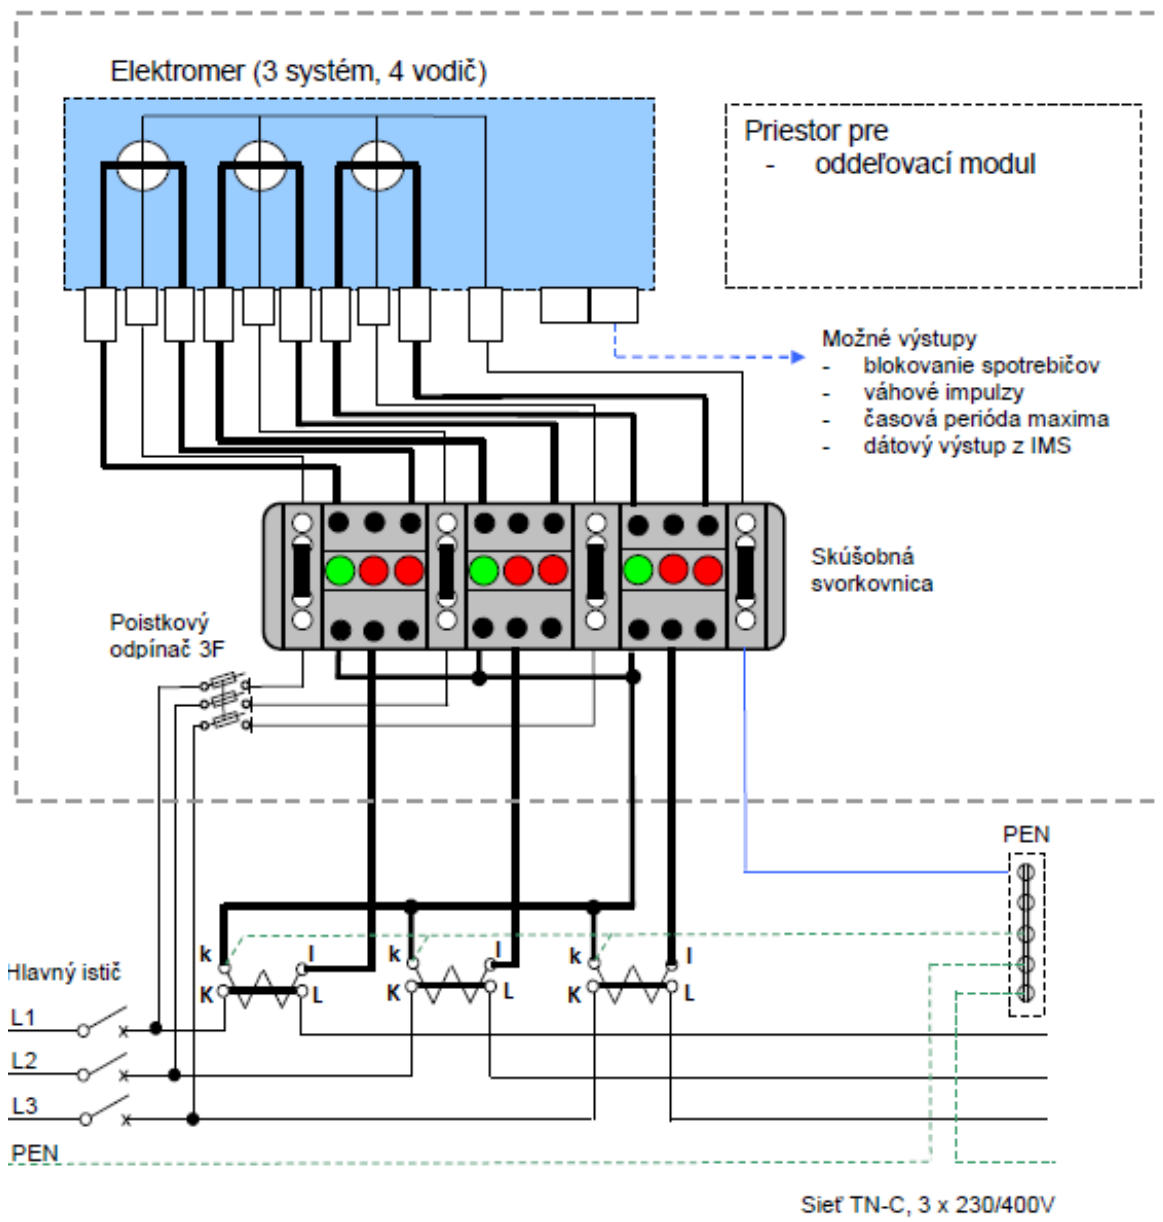 Elektromer (3 systém, 4 vodič)
Priestor pre
- oddeľovací modul
Možné výstupy
- blokovanie spotrebičov
- váhové impulzy
- časová perióda maxima
- dátový výstup z IMS
Skúšobná
svorkovnica
Poistkový
odpínač 3F
PEN
k l k l k l
Hlavný istič
K L K L K L
L1
L2
L3
PEN
Sieť TN-C, 3 x 230/400V